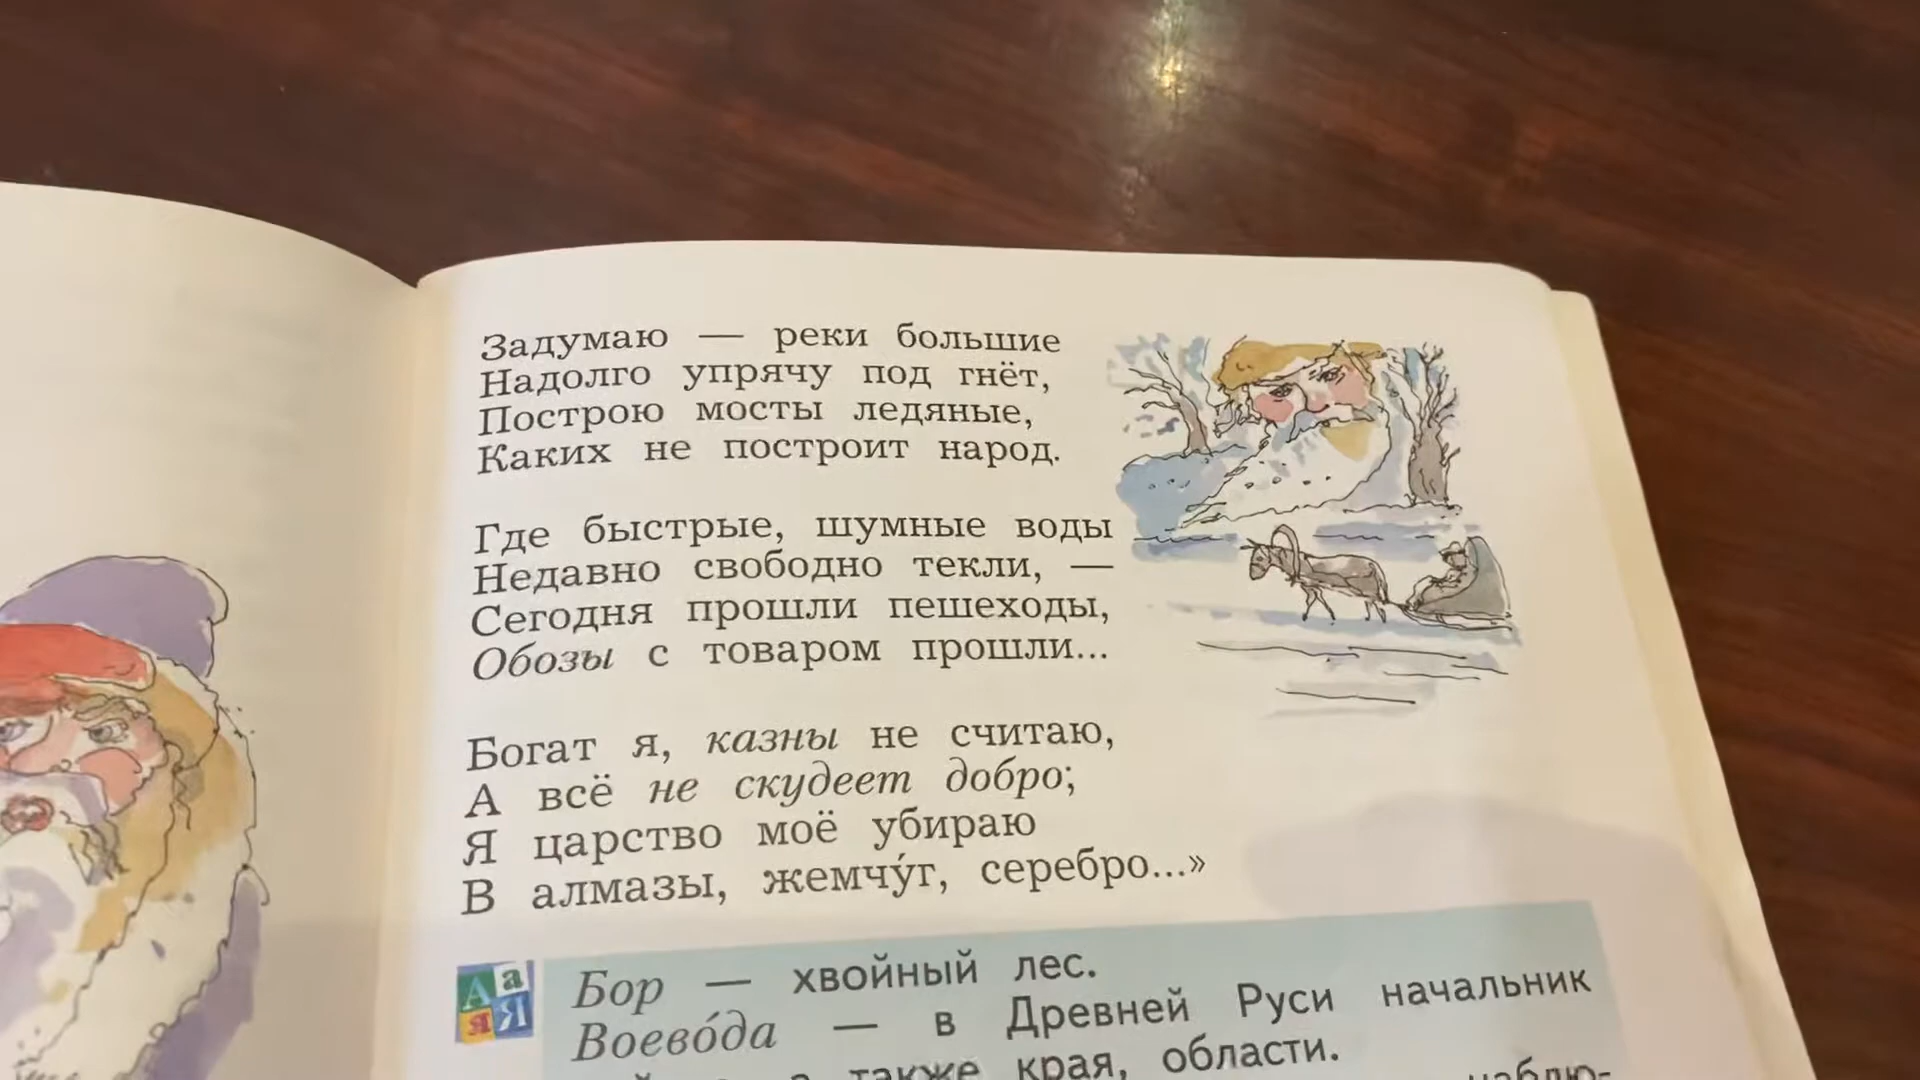 Задумаю — реки большие
Надолго упрячу под гнёт,
Построю мосты ледяные,
Каких не построит народ.
Где быстрые, шумные воды
Недавно свободно текли, —
Сегодня прошли пешеходы,
Обозы с товаром прошли...
Богат я, казны не считаю,
А всё не скудеет добро;
Я царство моё убираю
В алмазы, жемчу́г, серебро...»
А а
я Я
Бор — хвойный лес.
Воево́да — в Древней Руси начальник
также края, области.